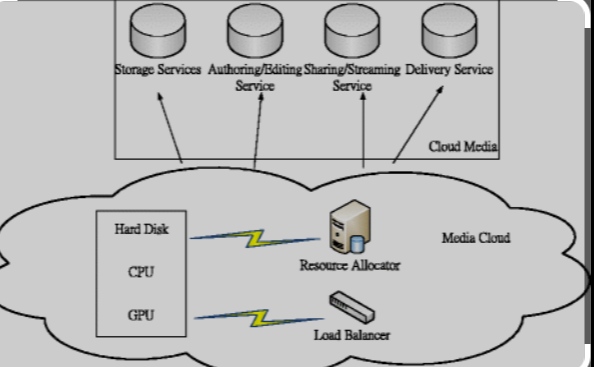 Storage Services Authoring/Editing Sharing/Streaming Delivery Service
Service Service
Cloud Media
Hard Disk
Media Cloud
Resource Allocator
CPU
GPU
Load Balancer